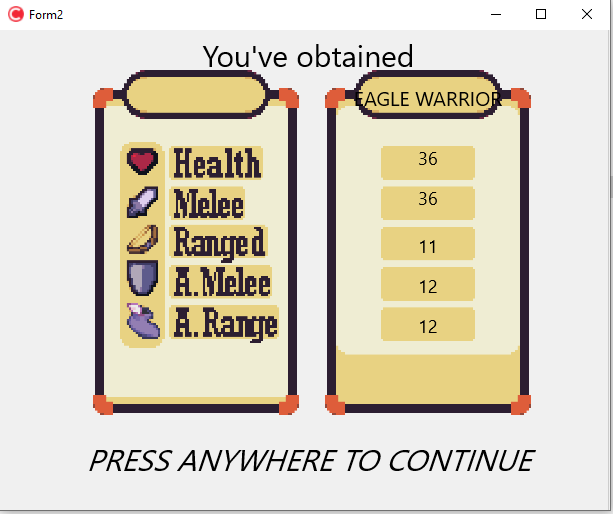 Form2
You've obtained
EAGLE WARRIOR
Health
36
Melee
36
Ranged
11
A.Melee
12
A.Range
12
PRESS ANYWHERE TO CONTINUE